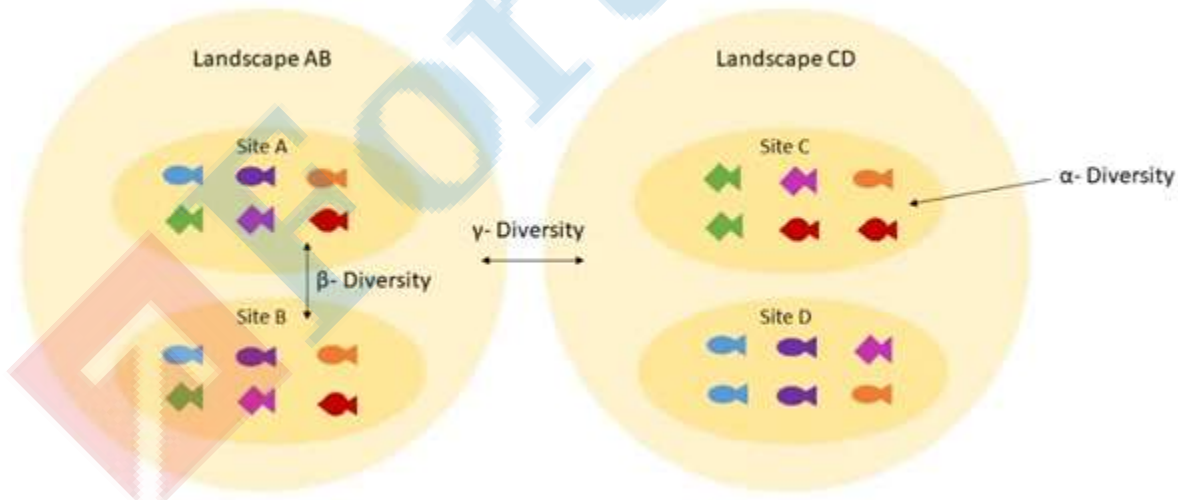 Landscape AB
Landscape CD
Site A
Site C
α- Diversity
γ- Diversity
β- Diversity
Site B
Site D